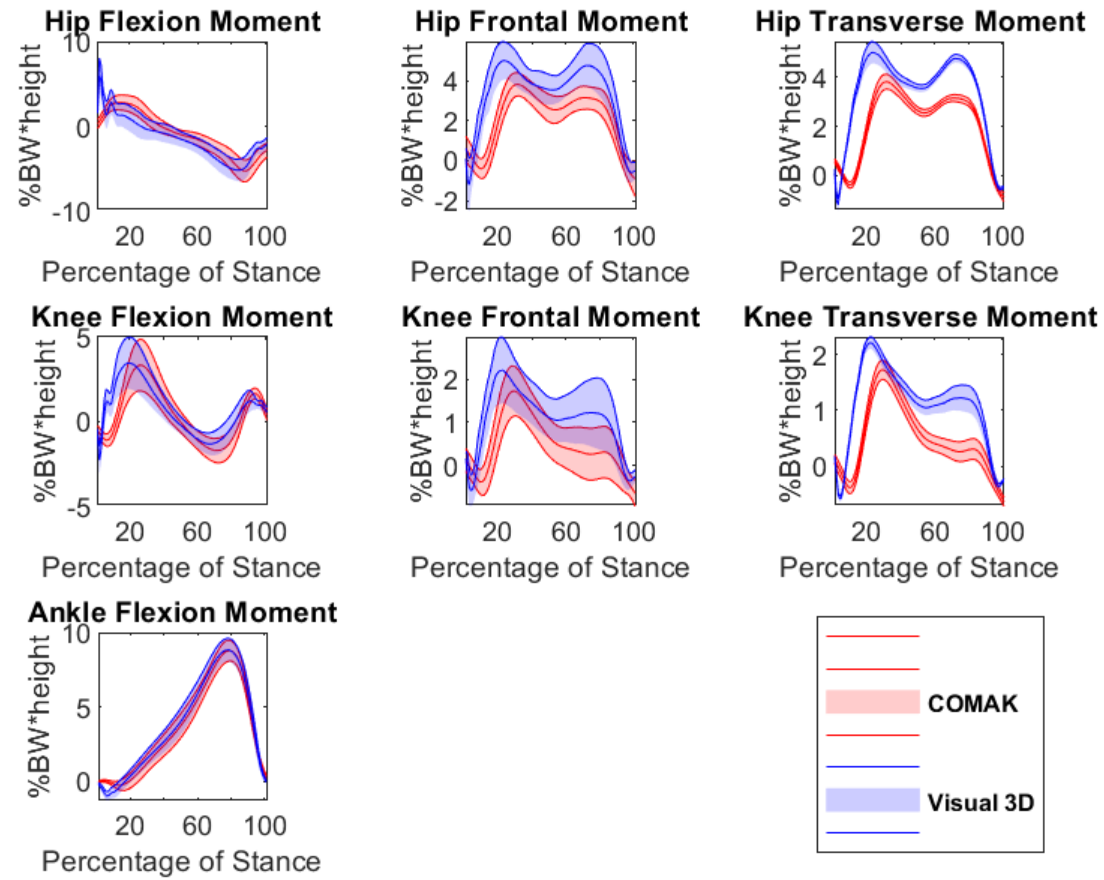 Hip Flexion Moment
%BW*height
10
0
-10
20 60 100
Percentage of Stance
Hip Frontal Moment
%BW*height
4
2
0
-2
20 60 100
Percentage of Stance
Hip Transverse Moment
%BW*height
4
2
0
20 60 100
Percentage of Stance
Knee Flexion Moment
%BW*height
5
0
-5
20 60 100
Percentage of Stance
Knee Frontal Moment
%BW*height
2
1
0
20 60 100
Percentage of Stance
Knee Transverse Moment
%BW*height
2
1
0
20 60 100
Percentage of Stance
Ankle Flexion Moment
%BW*height
10
5
0
20 60 100
Percentage of Stance
COMAK
Visual 3D